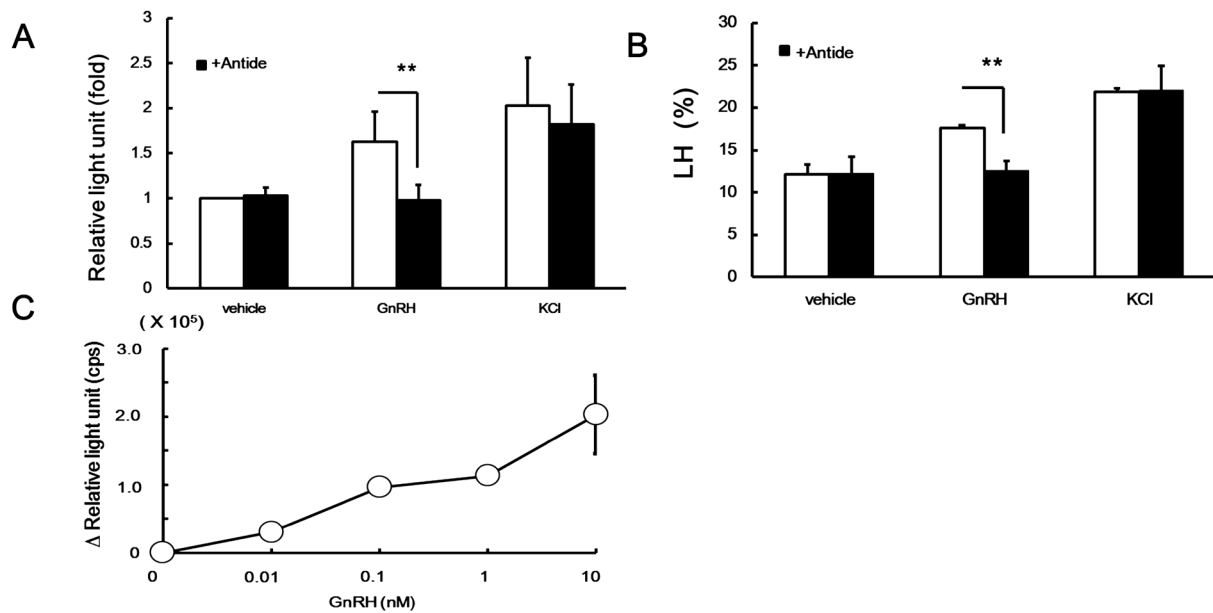 A
Relative light unit (fold)
3
2.5
2
1.5
1
0.5
0
+Antide
**
vehicle
GnRH
KCl
B
LH (%)
30
25
20
15
10
5
0
+Antide
**
vehicle
GnRH
KCl
C
( X 10⁵)
Δ Relative light unit (cps)
3.0
2.0
1.0
0
0
0.01
0.1
1
10
GnRH (nM)